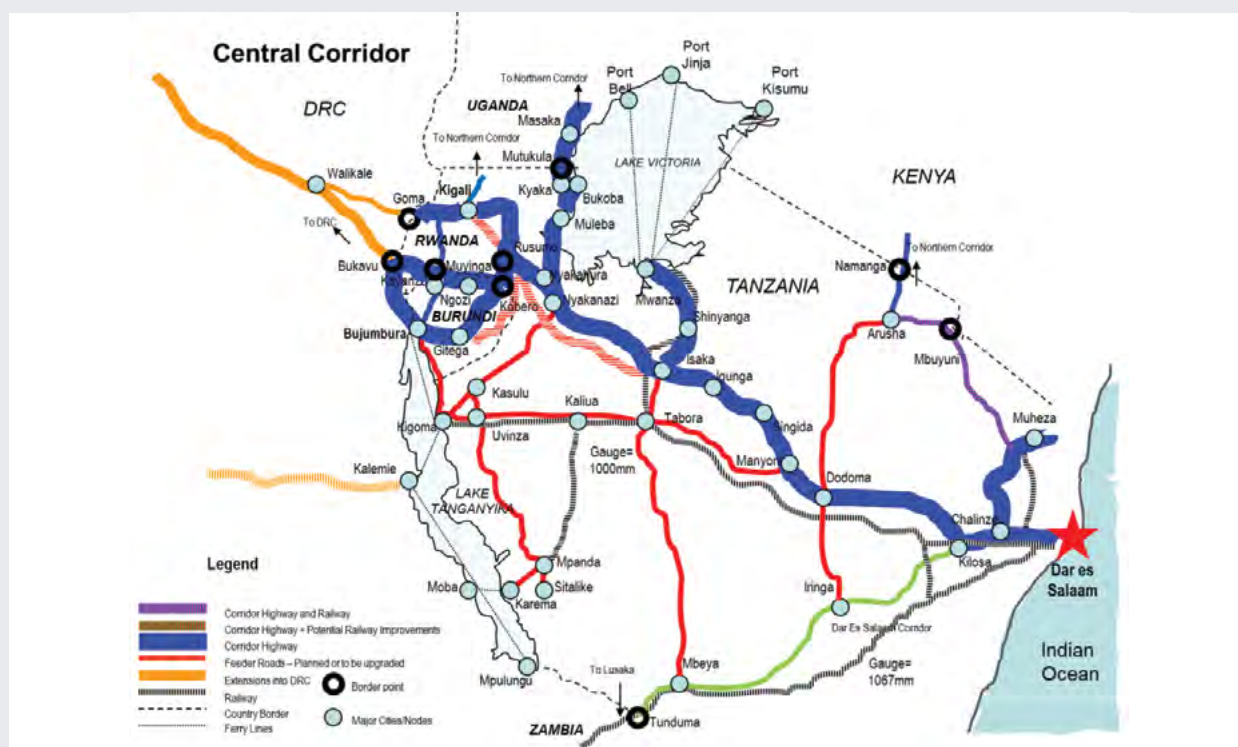 Central Corridor
DRC
UGANDA
To Northern Corridor
Port
Bell
Port
Jinja
Port
Kisumu
Masaka
To Northern Corridor
Mutukula
LAKE VICTORIA
Walikale
Goma
Kigali
Kyaka
Bukoba
KENYA
To DRC
Muleba
RWANDA
Rusumo
To Northern Corridor
Bukavu
Muyinga
Kayanza
Nyakahura
Namanga
Ngozi
Kobero
Nyakanazi
Mwanza
TANZANIA
BURUNDI
Shinyanga
Bujumbura
Gitega
Arusha
Mbuyuni
Isaka
Igunga
Kasulu
Kaliua
Tabora
Singida
Muheza
Kigoma
Uvinza
Gauge=
1000mm
Manyoni
Kalemie
Dodoma
LAKE
TANGANYIKA
Chalinze
Kilosa
Dar es
Salaam
Legend
Mpanda
Moba
Karema
Sitalike
Iringa
Dar Es Salaam Corridor
Corridor Highway and Railway
Corridor Highway + Potential Railway Improvements
Corridor Highway
Feeder Roads – Planned or to be upgraded
Extensions into DRC
Railway
Country Border
Ferry Lines
Border point
Major Cities/Nodes
Mpulungu
To Lusaka
Mbeya
Gauge=
1067mm
Indian
Ocean
ZAMBIA
Tunduma